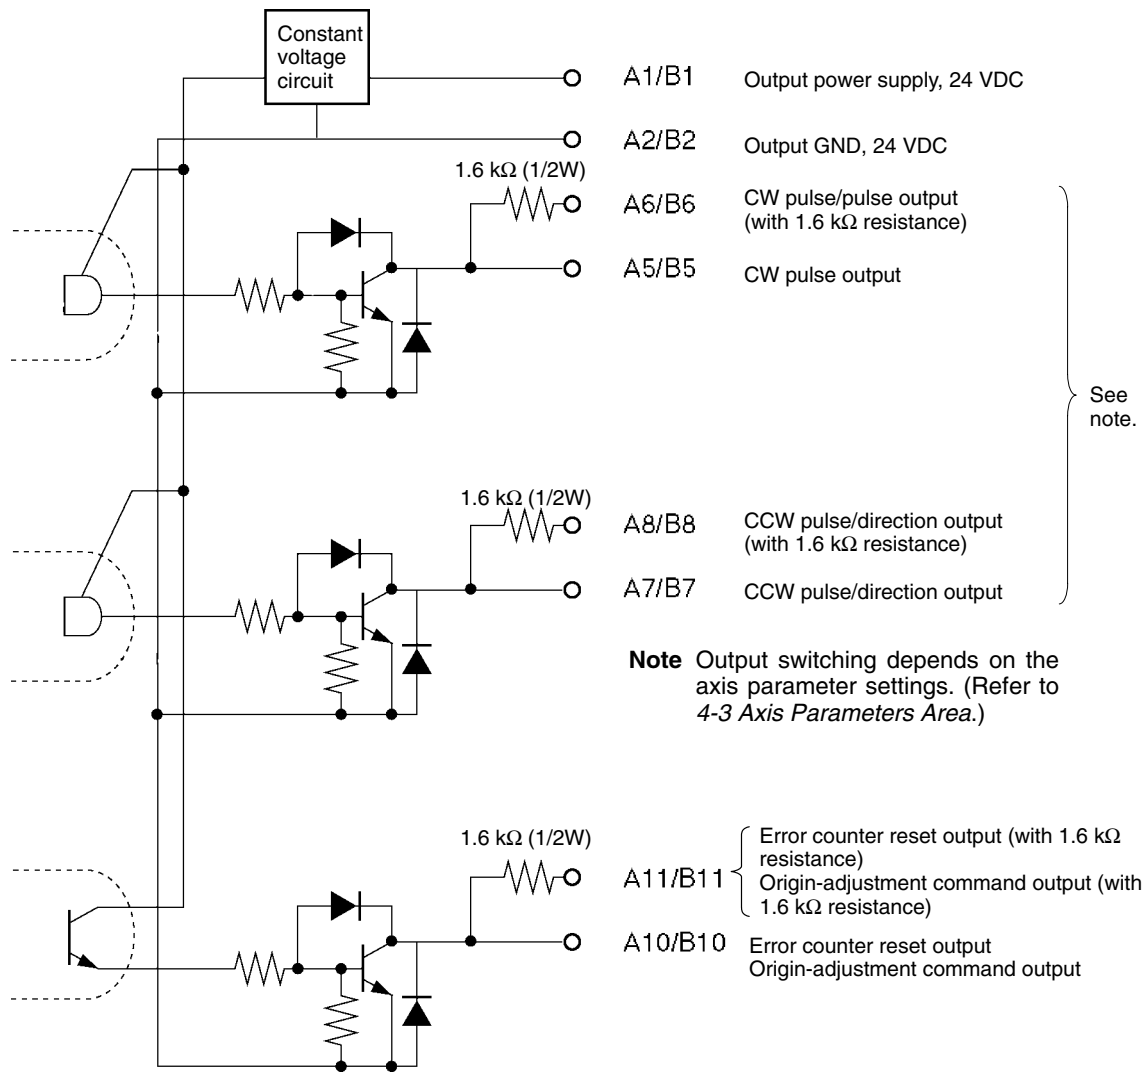 Constant
voltage
circuit
A1/B1 Output power supply, 24 VDC
A2/B2 Output GND, 24 VDC
1.6 kΩ (1/2W)
A6/B6 CW pulse/pulse output
(with 1.6 kΩ resistance)
A5/B5 CW pulse output
See
note.
1.6 kΩ (1/2W)
A8/B8 CCW pulse/direction output
(with 1.6 kΩ resistance)
A7/B7 CCW pulse/direction output
Note Output switching depends on the
axis parameter settings. (Refer to
4-3 Axis Parameters Area.)
1.6 kΩ (1/2W)
A11/B11 Error counter reset output (with 1.6 kΩ
resistance)
Origin-adjustment command output (with
1.6 kΩ resistance)
A10/B10 Error counter reset output
Origin-adjustment command output